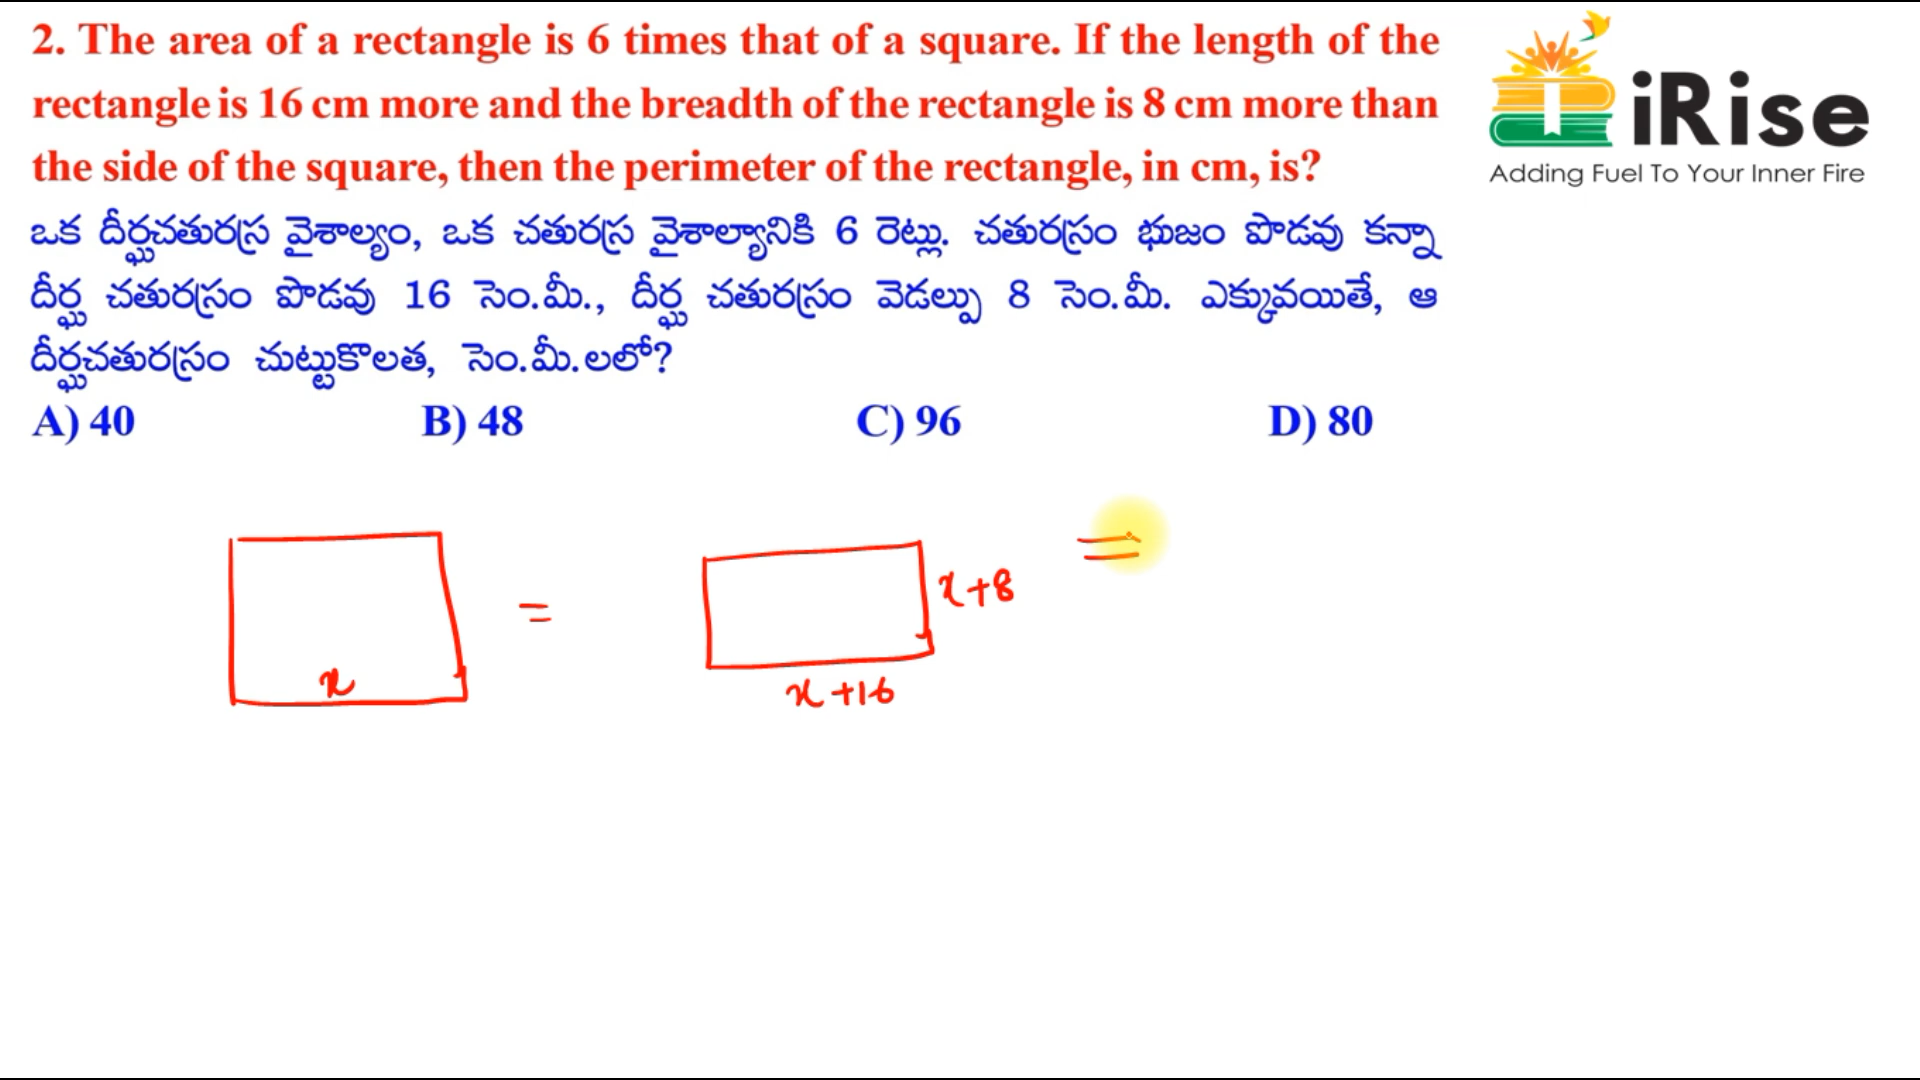 2. The area of a rectangle is 6 times that of a square. If the length of the
rectangle is 16 cm more and the breadth of the rectangle is 8 cm more than
the side of the square, then the perimeter of the rectangle, in cm, is?
ఒక దీర్ఘచతురస్ర వైశాల్యం, ఒక చతురస్ర వైశాల్యానికి 6 రెట్లు. చతురస్రం భుజం పొడవు కన్నా
దీర్ఘ చతురస్రం పొడవు 16 సెం.మీ., దీర్ఘ చతురస్రం వెడల్పు 8 సెం.మీ. ఎక్కువయితే, ఆ
దీర్ఘచతురస్రం చుట్టుకొలత, సెం.మీ.లలో?
A) 40 B) 48 C) 96 D) 80
iRise
Adding Fuel To Your Inner Fire
= x+8 =
x x+16